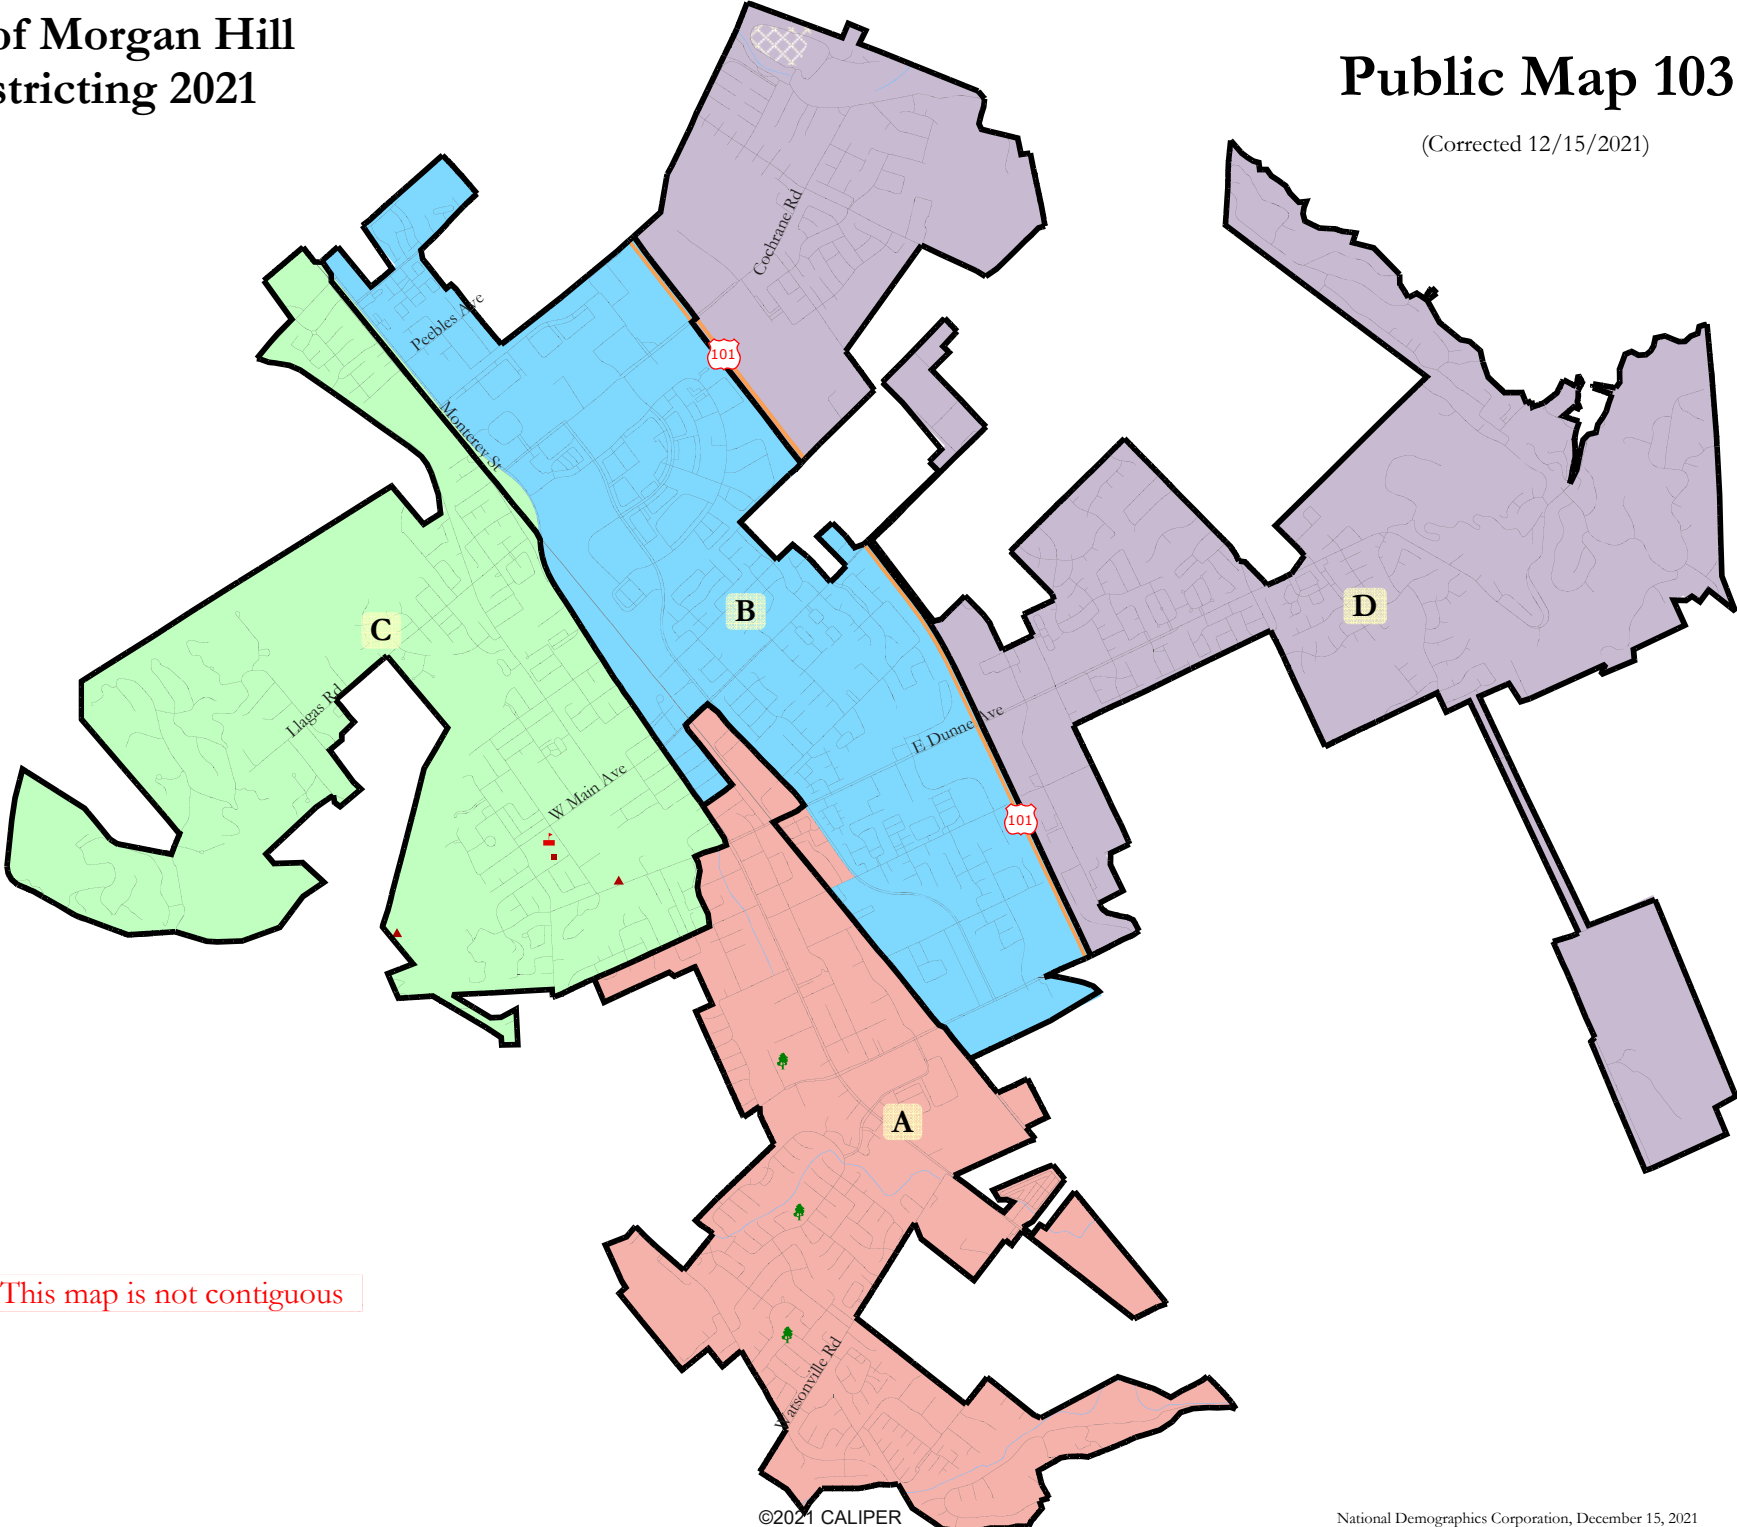 of Morgan Hill
stricting 2021
Public Map 103
(Corrected 12/15/2021)
Cochrane Rd
Peebles Ave
101
Monterey St
B
D
C
Llagas Rd
E Dunne Ave
W Main Ave
101
A
This map is not contiguous
Watsonville Rd
©2021 CALIPER
National Demographics Corporation, December 15, 2021